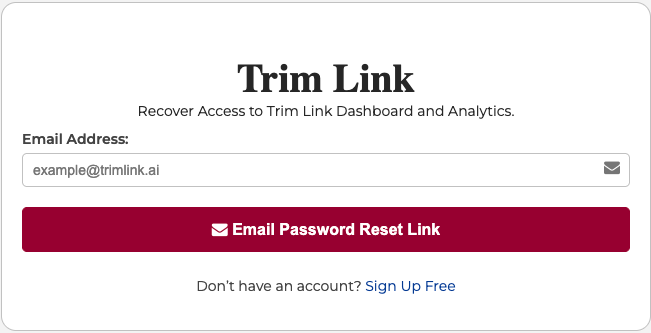 Trim Link
Recover Access to Trim Link Dashboard and Analytics.
Email Address:
example@trimlink.ai
Email Password Reset Link
Don't have an account? Sign Up Free